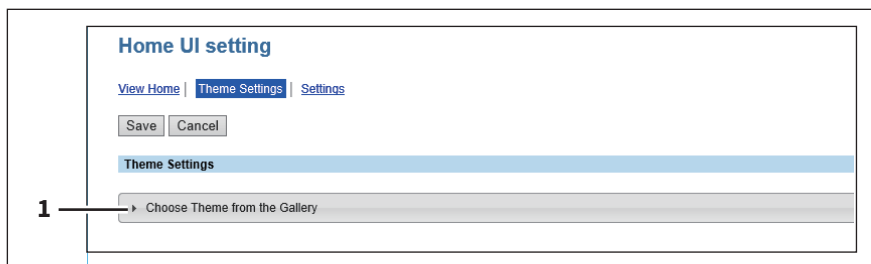 Home UI setting
View Home | Theme Settings | Settings
Save Cancel
Theme Settings
1 Choose Theme from the Gallery